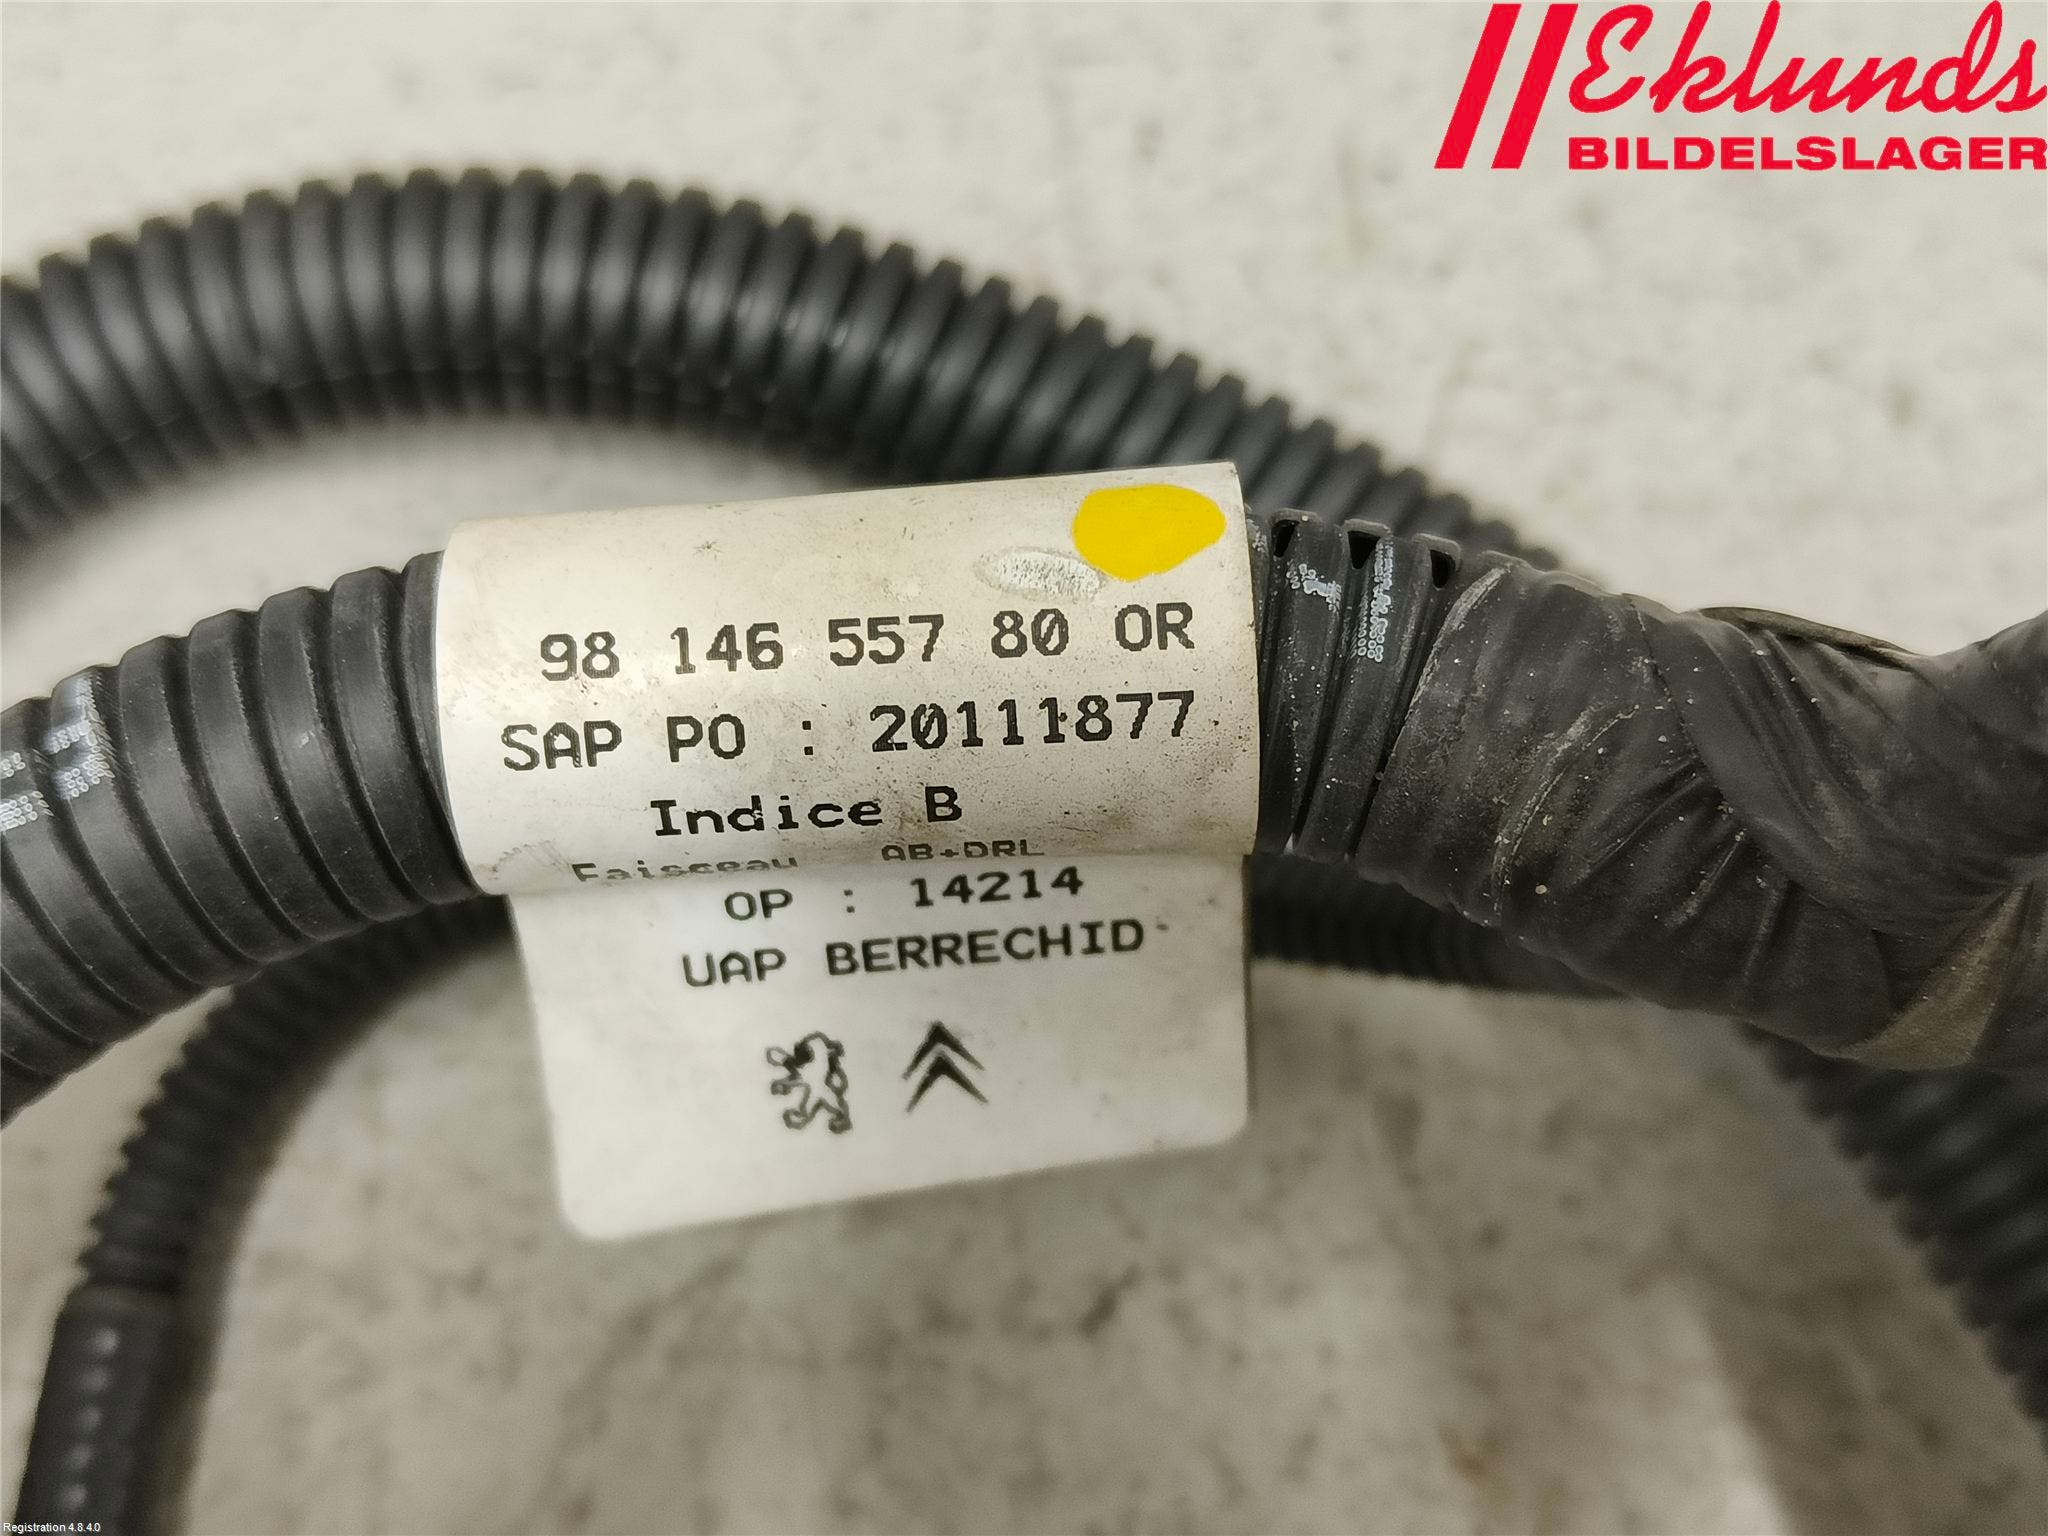 Eklunds
BILDELSLAGER
98 146 557 80 OR
SAP PO : 20111877
Indice B
Faisceau AB+DRL
OP : 14214
UAP BERRECHID
Registration 4.8.4.0